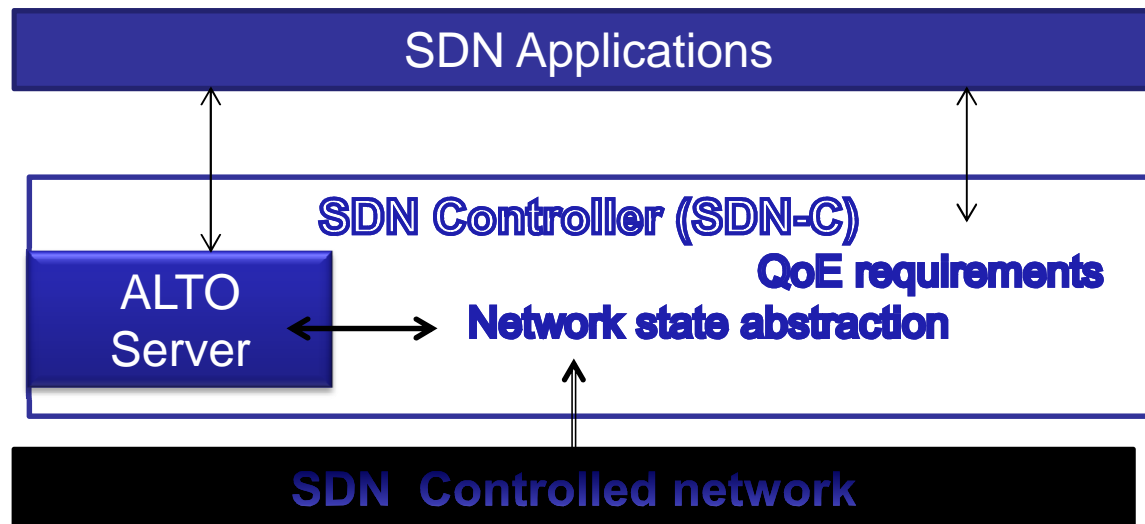 SDN Applications
SDN Controller (SDN-C)
QoE requirements
ALTO
Server
Network state abstraction
SDN Controlled network